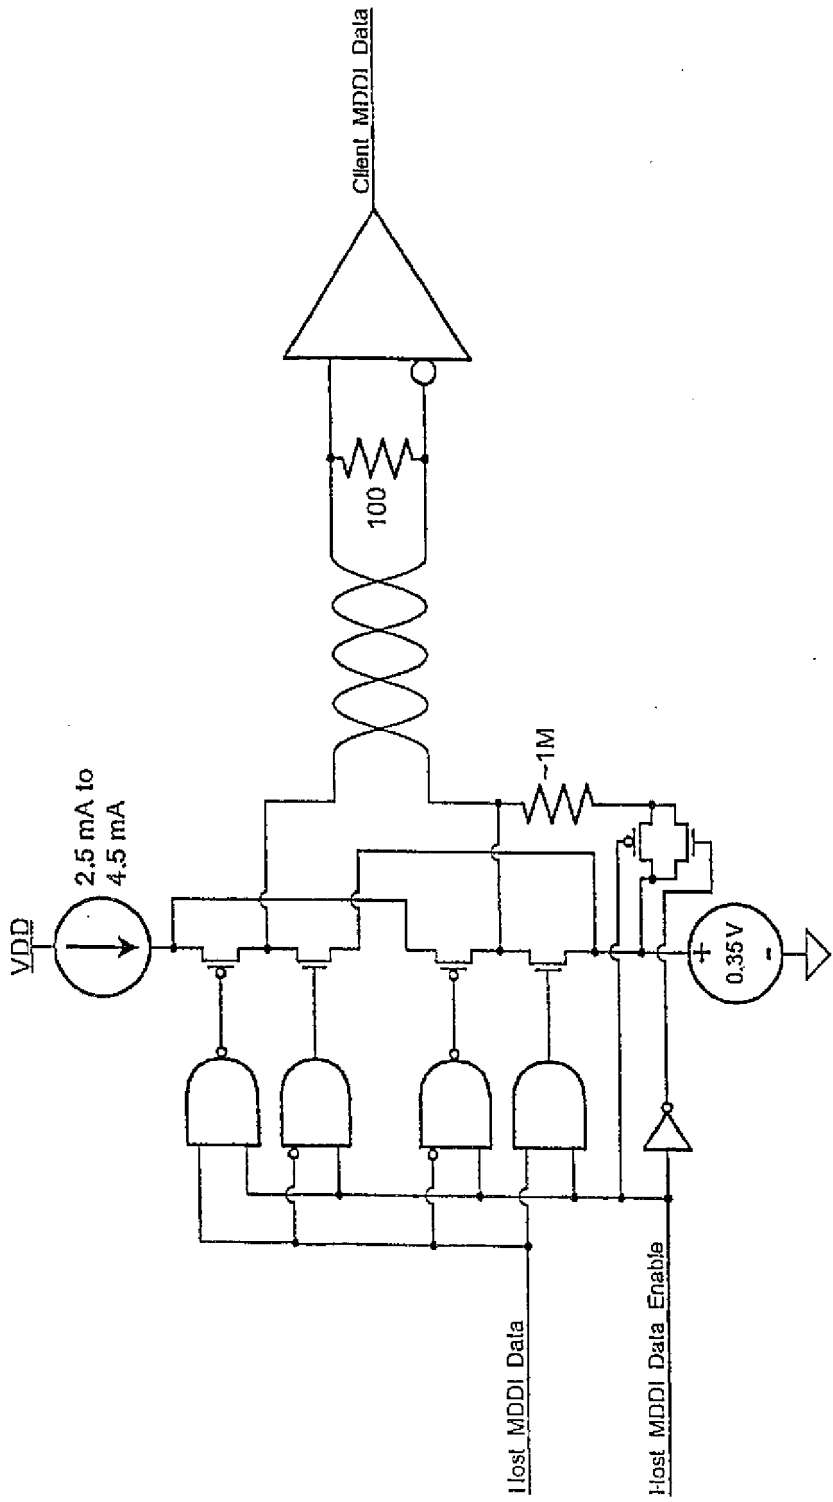 VDD
2.5 mA to
4.5 mA
100
Client MDDI Data
~1M
+
0.35 V
-
Host MDDI Data
Host MDDI Data Enable